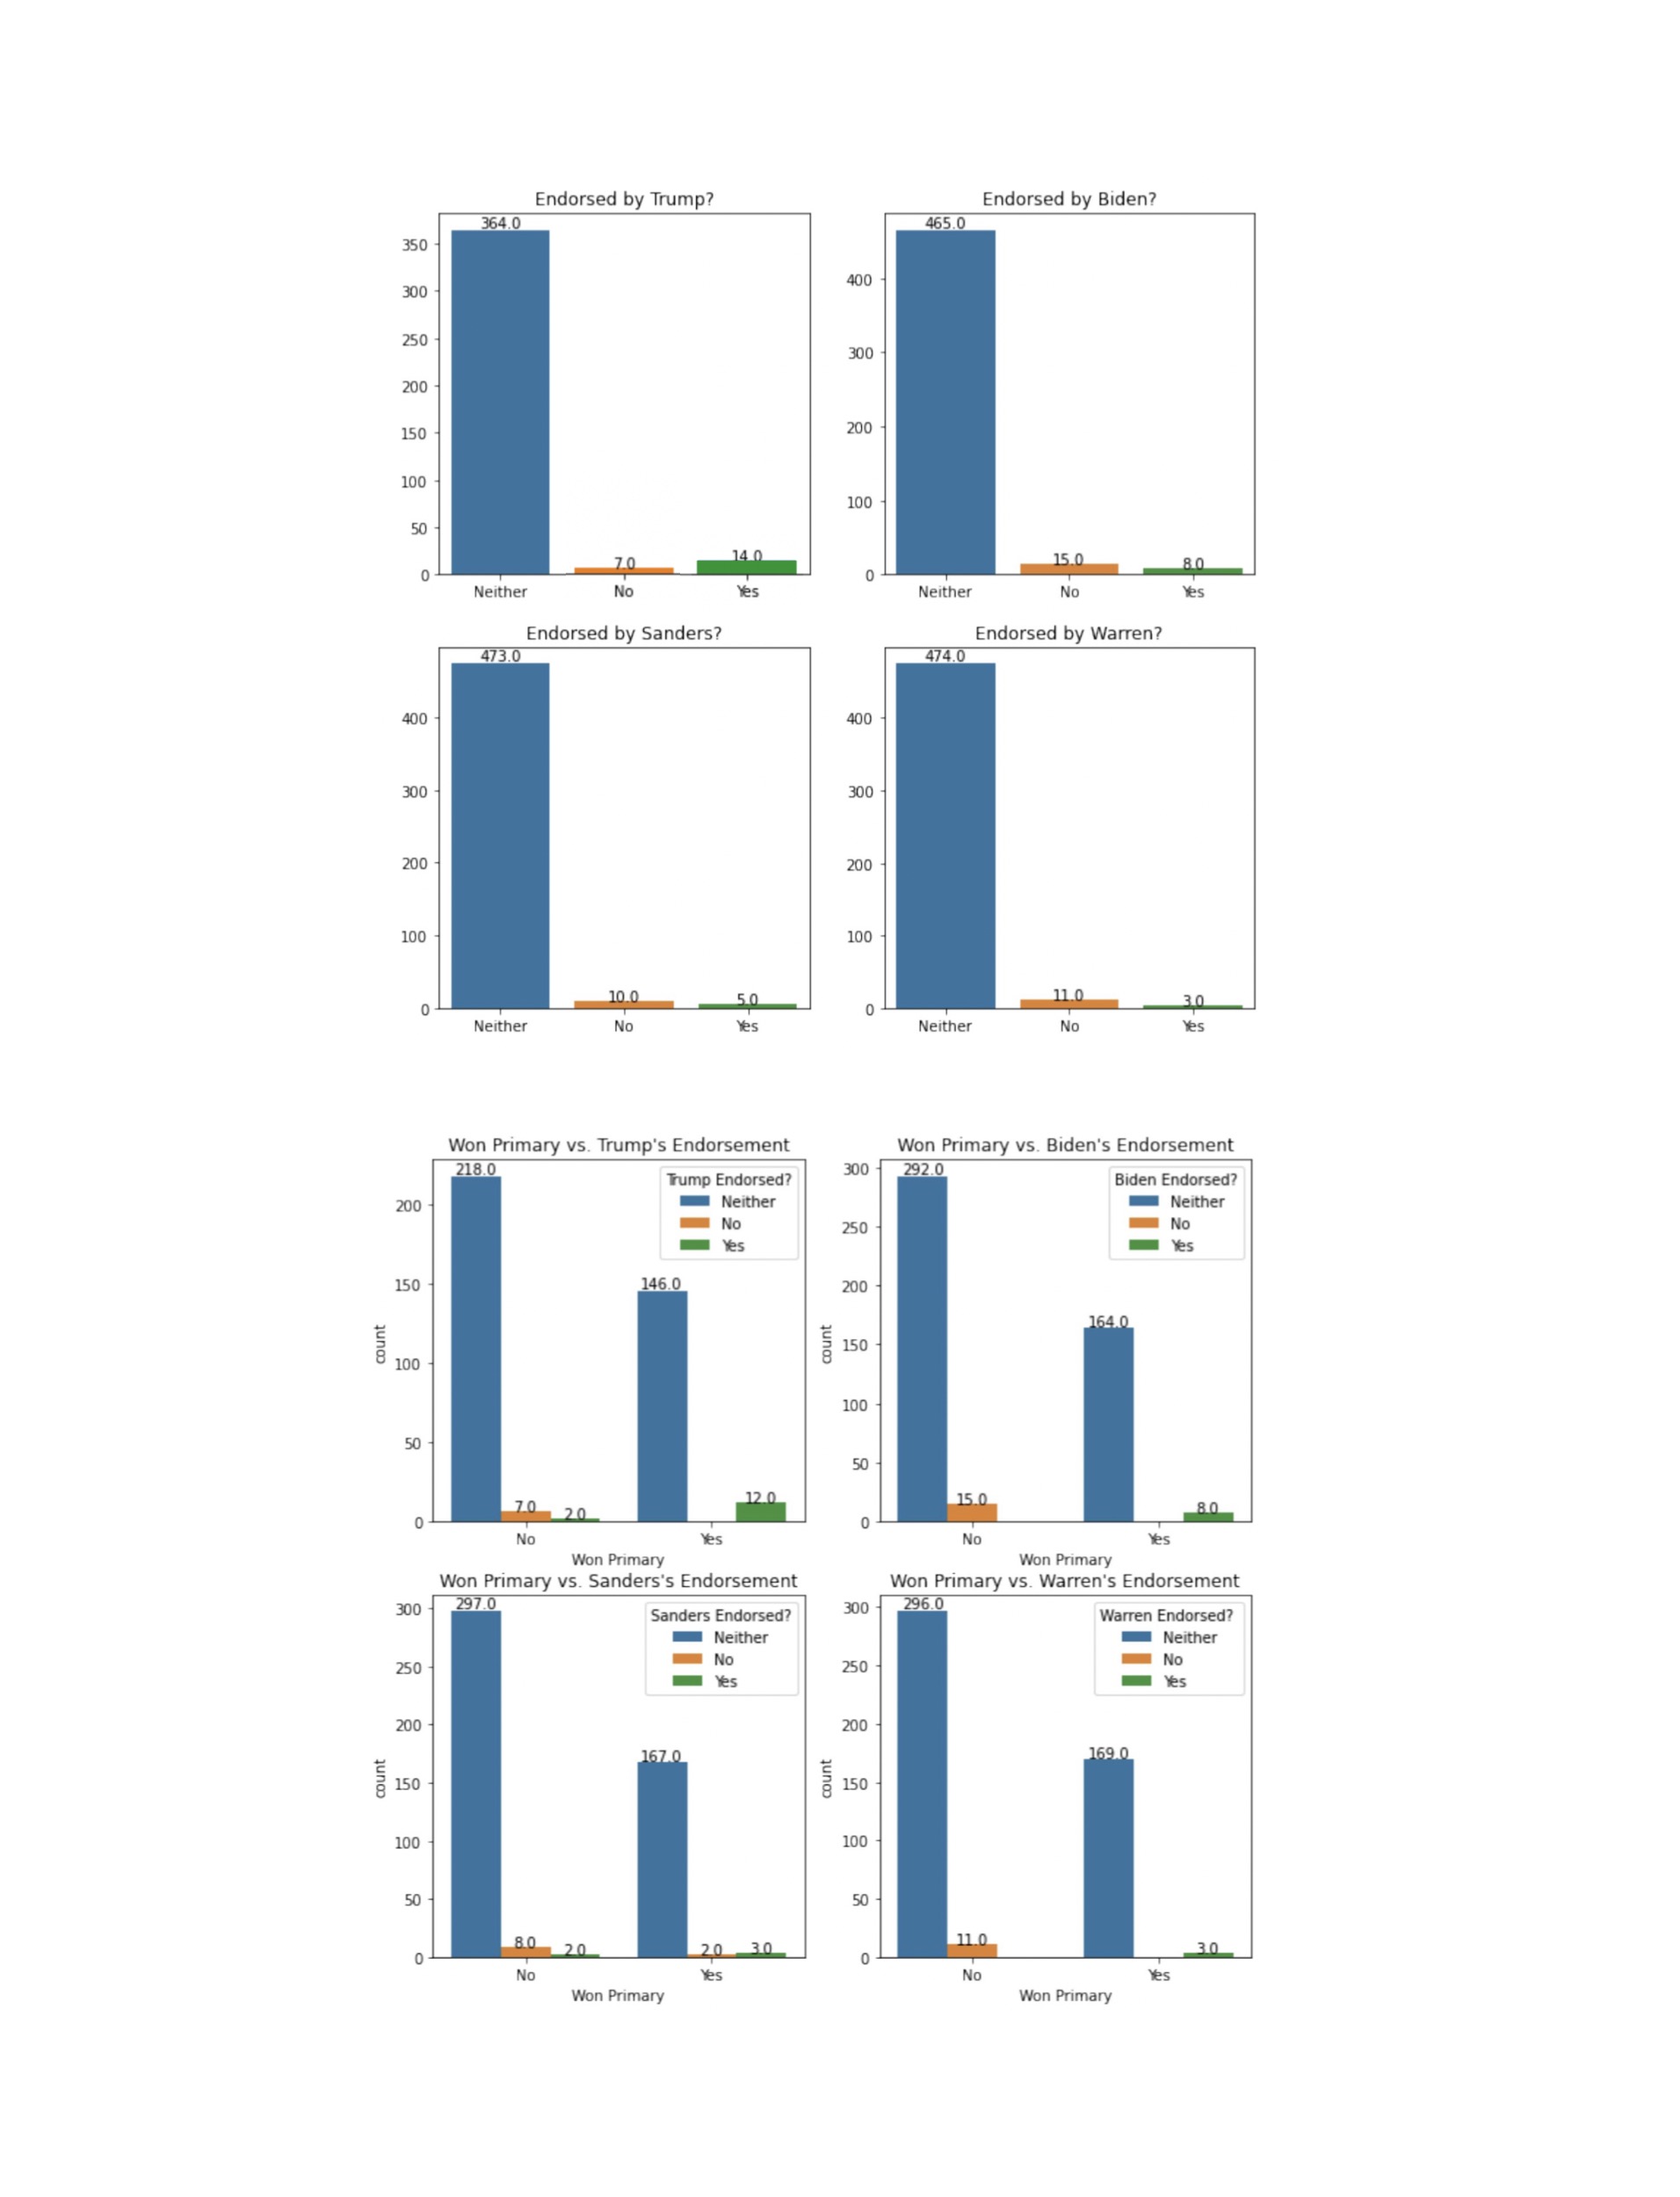 Endorsed by Trump?
364.0
350
300
250
200
150
100
50
0
7.0
14.0
Neither No Yes
Endorsed by Biden?
465.0
400
300
200
100
0
15.0
8.0
Neither No Yes
Endorsed by Sanders?
473.0
400
300
200
100
0
10.0
5.0
Neither No Yes
Endorsed by Warren?
474.0
400
300
200
100
0
11.0
3.0
Neither No Yes
Won Primary vs. Trump's Endorsement
218.0
Trump Endorsed?
Neither
No
Yes
200
150
100
50
0
count
146.0
7.0
2.0
12.0
No Yes
Won Primary
Won Primary vs. Biden's Endorsement
292.0
Biden Endorsed?
Neither
No
Yes
300
250
200
150
100
50
0
count
164.0
15.0
8.0
No Yes
Won Primary
Won Primary vs. Sanders's Endorsement
297.0
Sanders Endorsed?
Neither
No
Yes
300
250
200
150
100
50
0
count
167.0
8.0
2.0
2.0
3.0
No Yes
Won Primary
Won Primary vs. Warren's Endorsement
296.0
Warren Endorsed?
Neither
No
Yes
300
250
200
150
100
50
0
count
169.0
11.0
3.0
No Yes
Won Primary